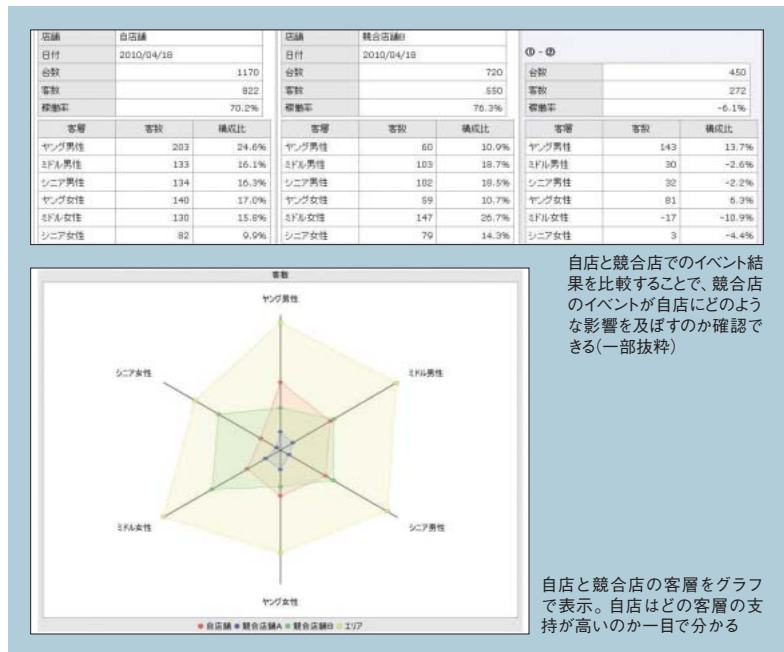 店舗 自店舗 店舗 競合店舗B
日付 2010/04/18 日付 2010/04/18 ① - ②
台数 1170 台数 720 台数 450
客数 822 客数 550 客数 272
稼働率 70.2% 稼働率 76.3% 稼働率 -6.1%
客層 客数 構成比 客層 客数 構成比 客層 客数 構成比
ヤング男性 203 24.6% ヤング男性 60 10.9% ヤング男性 143 13.7%
ミドル男性 133 16.1% ミドル男性 103 18.7% ミドル男性 30 -2.6%
シニア男性 134 16.3% シニア男性 102 18.5% シニア男性 32 -2.2%
ヤング女性 140 17.0% ヤング女性 59 10.7% ヤング女性 81 6.3%
ミドル女性 130 15.8% ミドル女性 147 26.7% ミドル女性 -17 -10.9%
シニア女性 82 9.9% シニア女性 79 14.3% シニア女性 3 -4.4%
自店と競合店でのイベント結
果を比較することで、競合店
のイベントが自店にどのよう
な影響を及ぼすのか確認で
きる(一部抜粋)
客数
ヤング男性
シニア女性
ミドル男性
ミドル女性
シニア男性
ヤング女性
自店舗 競合店舗A 競合店舗B エリア
自店と競合店の客層をグラフ
で表示。自店はどの客層の支
持が高いのか一目で分かる